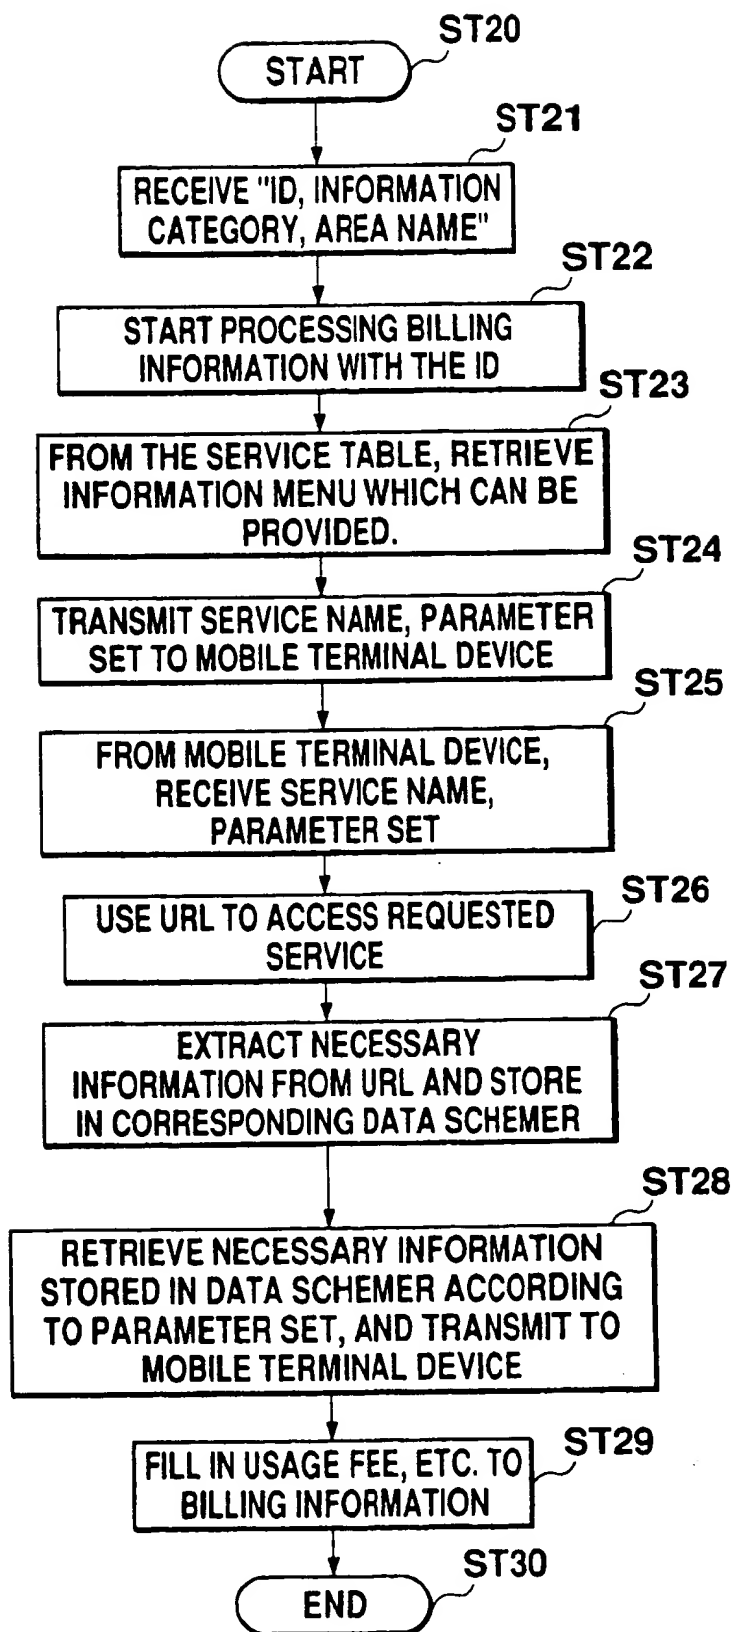 ST20
START
ST21
RECEIVE "ID, INFORMATION
CATEGORY, AREA NAME"
ST22
START PROCESSING BILLING
INFORMATION WITH THE ID
ST23
FROM THE SERVICE TABLE, RETRIEVE
INFORMATION MENU WHICH CAN BE
PROVIDED.
ST24
TRANSMIT SERVICE NAME, PARAMETER
SET TO MOBILE TERMINAL DEVICE
ST25
FROM MOBILE TERMINAL DEVICE,
RECEIVE SERVICE NAME,
PARAMETER SET
ST26
USE URL TO ACCESS REQUESTED
SERVICE
ST27
EXTRACT NECESSARY
INFORMATION FROM URL AND STORE
IN CORRESPONDING DATA SCHEMER
ST28
RETRIEVE NECESSARY INFORMATION
STORED IN DATA SCHEMER ACCORDING
TO PARAMETER SET, AND TRANSMIT TO
MOBILE TERMINAL DEVICE
ST29
FILL IN USAGE FEE, ETC. TO
BILLING INFORMATION
ST30
END